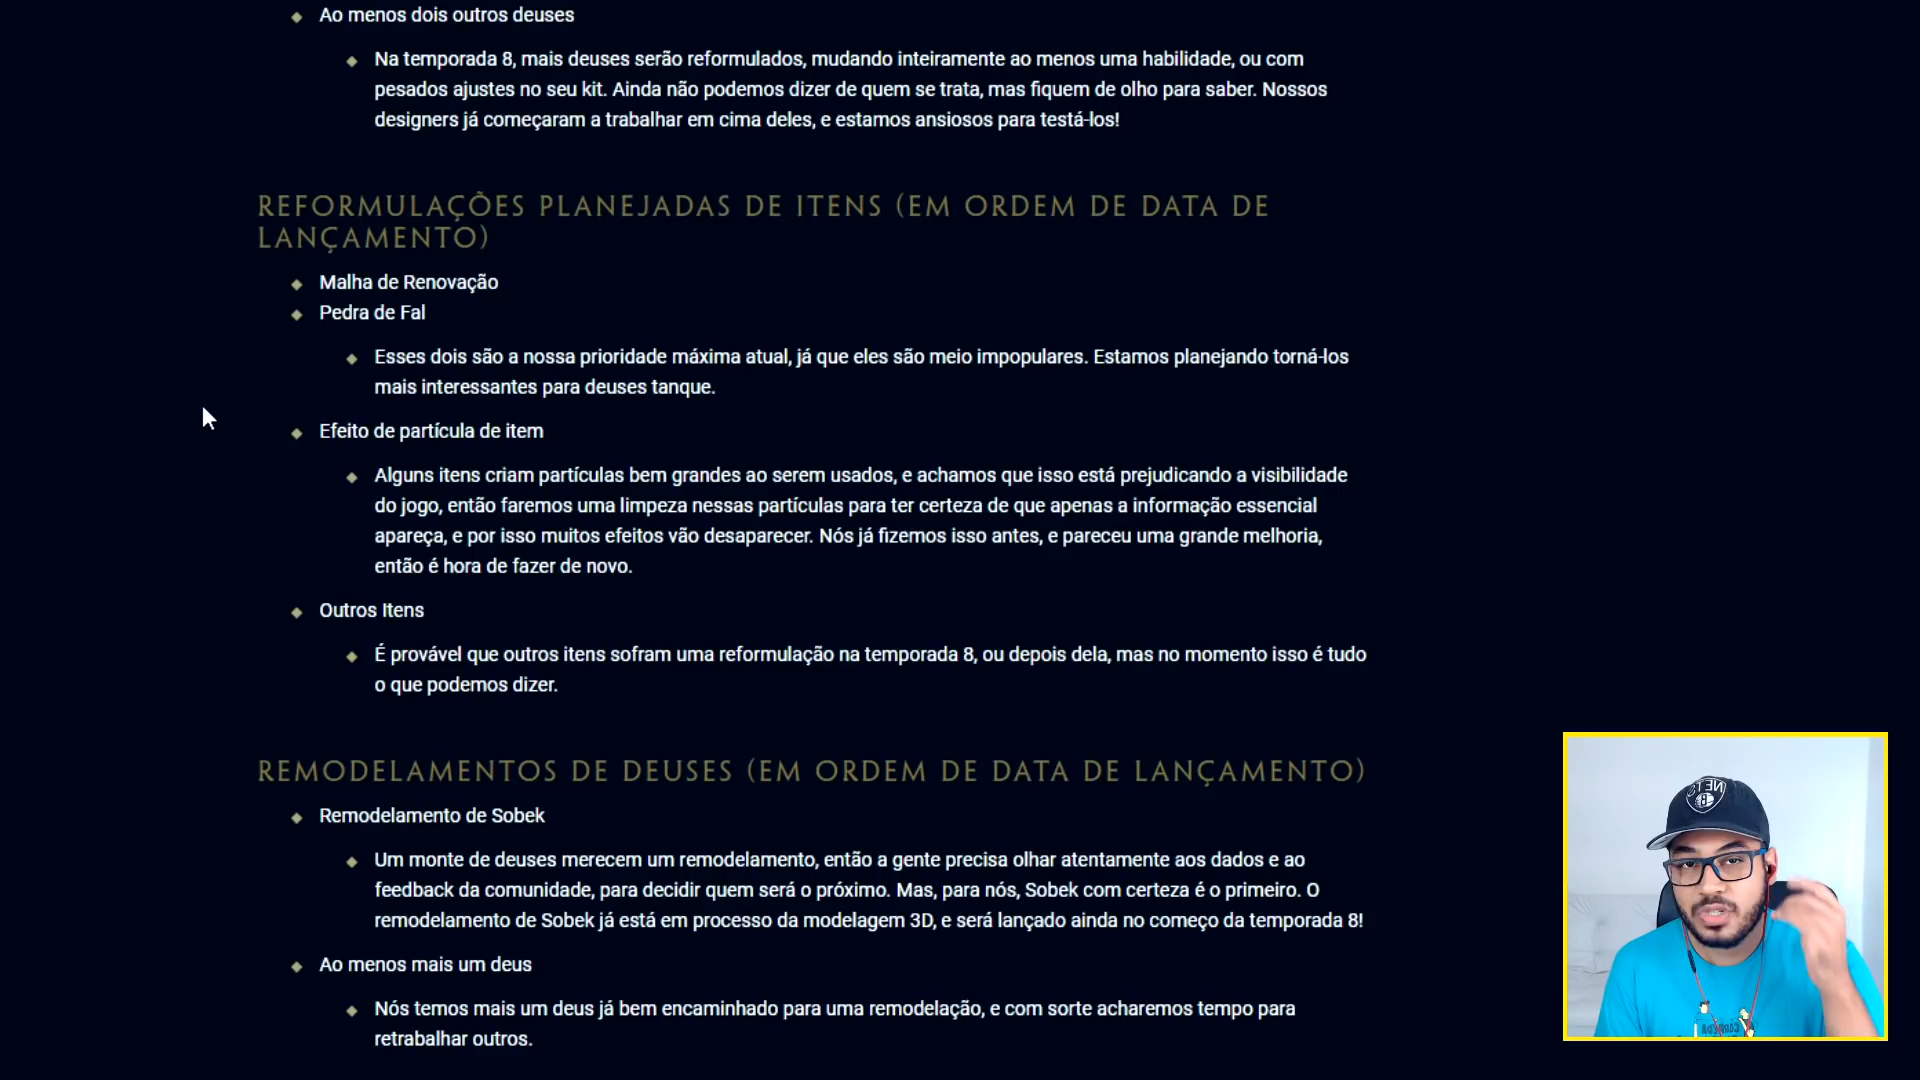 Ao menos dois outros deuses
Na temporada 8, mais deuses serão reformulados, mudando inteiramente ao menos uma habilidade, ou com
pesados ajustes no seu kit. Ainda não podemos dizer de quem se trata, mas fiquem de olho para saber. Nossos
designers já começaram a trabalhar em cima deles, e estamos ansiosos para testá-los!
REFORMULAÇÕES PLANEJADAS DE ITENS (EM ORDEM DE DATA DE
LANÇAMENTO)
Malha de Renovação
Pedra de Fal
Esses dois são a nossa prioridade máxima atual, já que eles são meio impopulares. Estamos planejando torná-los
mais interessantes para deuses tanque.
Efeito de partícula de item
Alguns itens criam partículas bem grandes ao serem usados, e achamos que isso está prejudicando a visibilidade
do jogo, então faremos uma limpeza nessas partículas para ter certeza de que apenas a informação essencial
apareça, e por isso muitos efeitos vão desaparecer. Nós já fizemos isso antes, e pareceu uma grande melhoria,
então é hora de fazer de novo.
Outros Itens
É provável que outros itens sofram uma reformulação na temporada 8, ou depois dela, mas no momento isso é tudo
o que podemos dizer.
REMODELAMENTOS DE DEUSES (EM ORDEM DE DATA DE LANÇAMENTO)
Remodelamento de Sobek
Um monte de deuses merecem um remodelamento, então a gente precisa olhar atentamente aos dados e ao
feedback da comunidade, para decidir quem será o próximo. Mas, para nós, Sobek com certeza é o primeiro. O
remodelamento de Sobek já está em processo da modelagem 3D, e será lançado ainda no começo da temporada 8!
Ao menos mais um deus
Nós temos mais um deus já bem encaminhado para uma remodelação, e com sorte acharemos tempo para
retrabalhar outros.
NETS
B